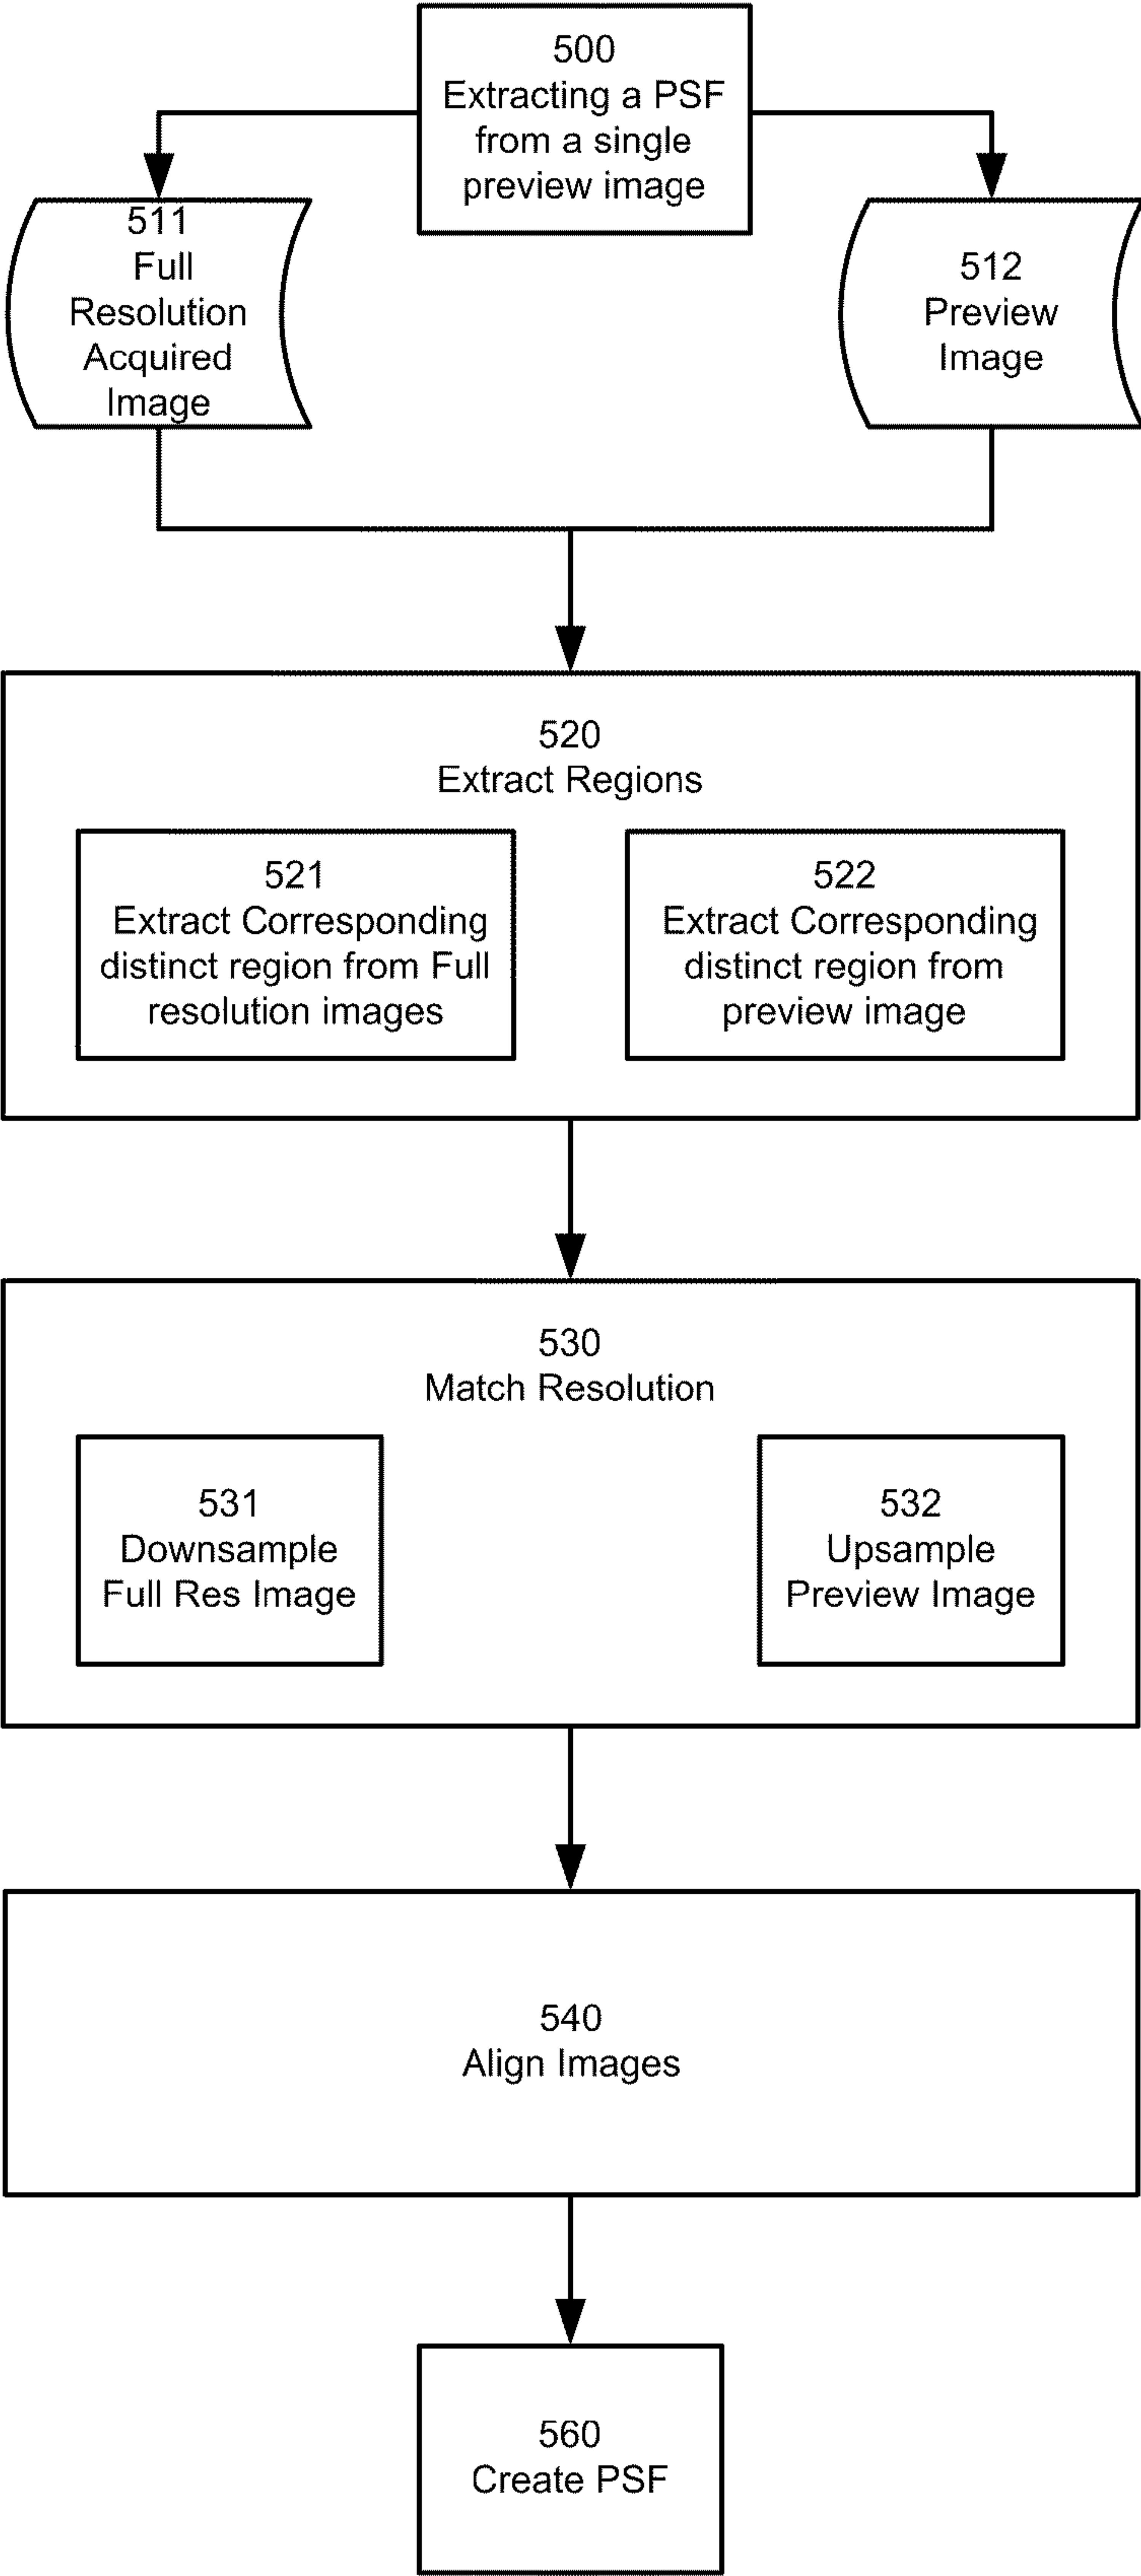 500
Extracting a PSF
from a single
preview image
511
Full
Resolution
Acquired
Image
512
Preview
Image
520
Extract Regions
521
Extract Corresponding
distinct region from Full
resolution images
522
Extract Corresponding
distinct region from
preview image
530
Match Resolution
531
Downsample
Full Res Image
532
Upsample
Preview Image
540
Align Images
560
Create PSF